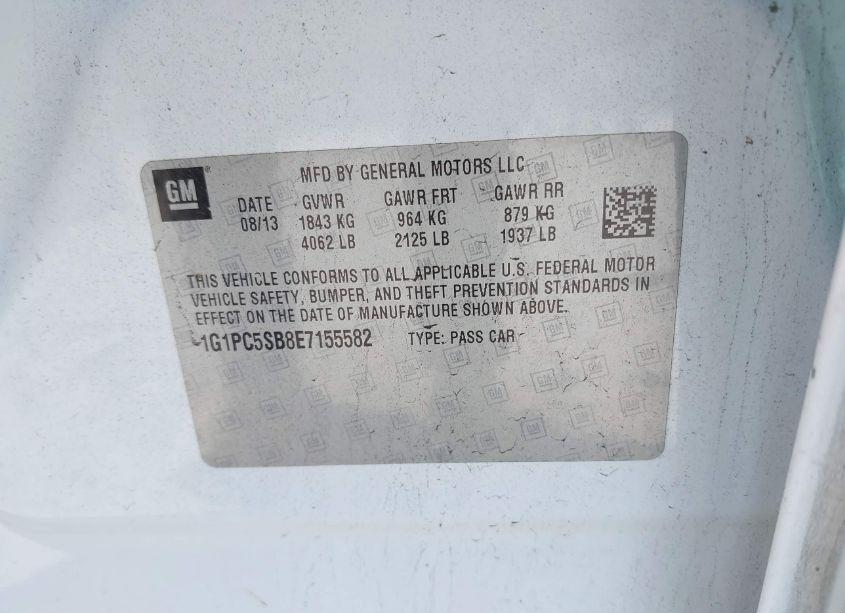 GM
MFD BY GENERAL MOTORS LLC
DATE GVWR GAWR FRT GAWR RR
08/13 1843 KG 964 KG 879 KG
4062 LB 2125 LB 1937 LB
THIS VEHICLE CONFORMS TO ALL APPLICABLE U.S. FEDERAL MOTOR
VEHICLE SAFETY, BUMPER, AND THEFT PREVENTION STANDARDS IN
EFFECT ON THE DATE OF MANUFACTURE SHOWN ABOVE.
1G1PC5SB8E7155582 TYPE: PASS CAR